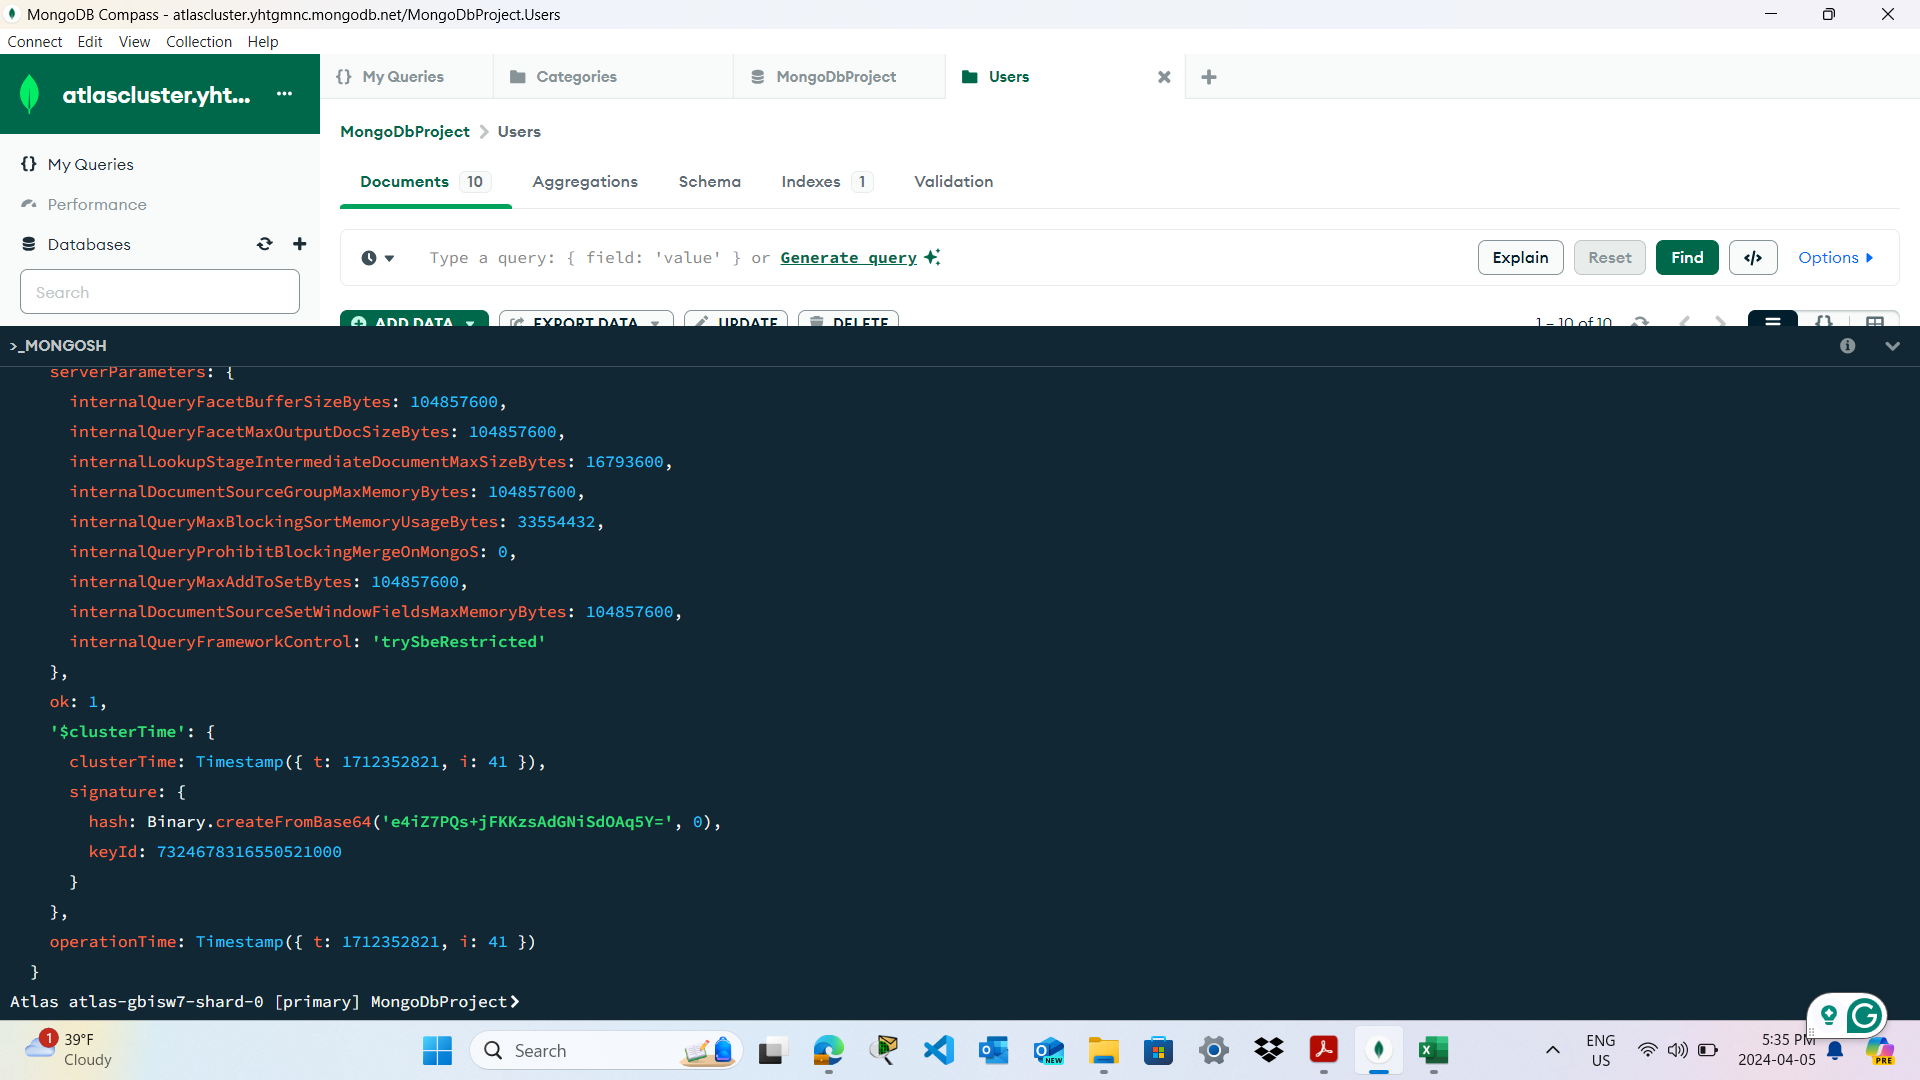 MongoDB Compass - atlascluster.yhtgmnc.mongodb.net/MongoDbProject.Users
Connect Edit View Collection Help
atlascluster.yht... ...
{} My Queries
Categories
MongoDbProject
Users
MongoDbProject > Users
{} My Queries
Performance
Databases
Search
Documents 10 Aggregations Schema Indexes 1 Validation
Type a query: { field: 'value' } or Generate query
Explain Reset Find </> Options
ADD DATA EXPORT DATA UPDATE DELETE
1 – 10 of 10
>_MONGOSH
serverParameters: {
internalQueryFacetBufferSizeBytes: 104857600,
internalQueryFacetMaxOutputDocSizeBytes: 104857600,
internalLookupStageIntermediateDocumentMaxSizeBytes: 16793600,
internalDocumentSourceGroupMaxMemoryBytes: 104857600,
internalQueryMaxBlockingSortMemoryUsageBytes: 33554432,
internalQueryProhibitBlockingMergeOnMongoS: 0,
internalQueryMaxAddToSetBytes: 104857600,
internalDocumentSourceSetWindowFieldsMaxMemoryBytes: 104857600,
internalQueryFrameworkControl: 'trySbeRestricted'
},
ok: 1,
'$clusterTime': {
clusterTime: Timestamp({ t: 1712352821, i: 41 }),
signature: {
hash: Binary.createFromBase64('e4iZ7PQs+jFKKzsAdGNiSdOAq5Y=', 0),
keyId: 7324678316550521000
}
},
operationTime: Timestamp({ t: 1712352821, i: 41 })
}
Atlas atlas-gbisw7-shard-0 [primary] MongoDbProject>
1
39°F
Cloudy
Search
NEW
ENG
US
5:35 PM
2024-04-05
PRE